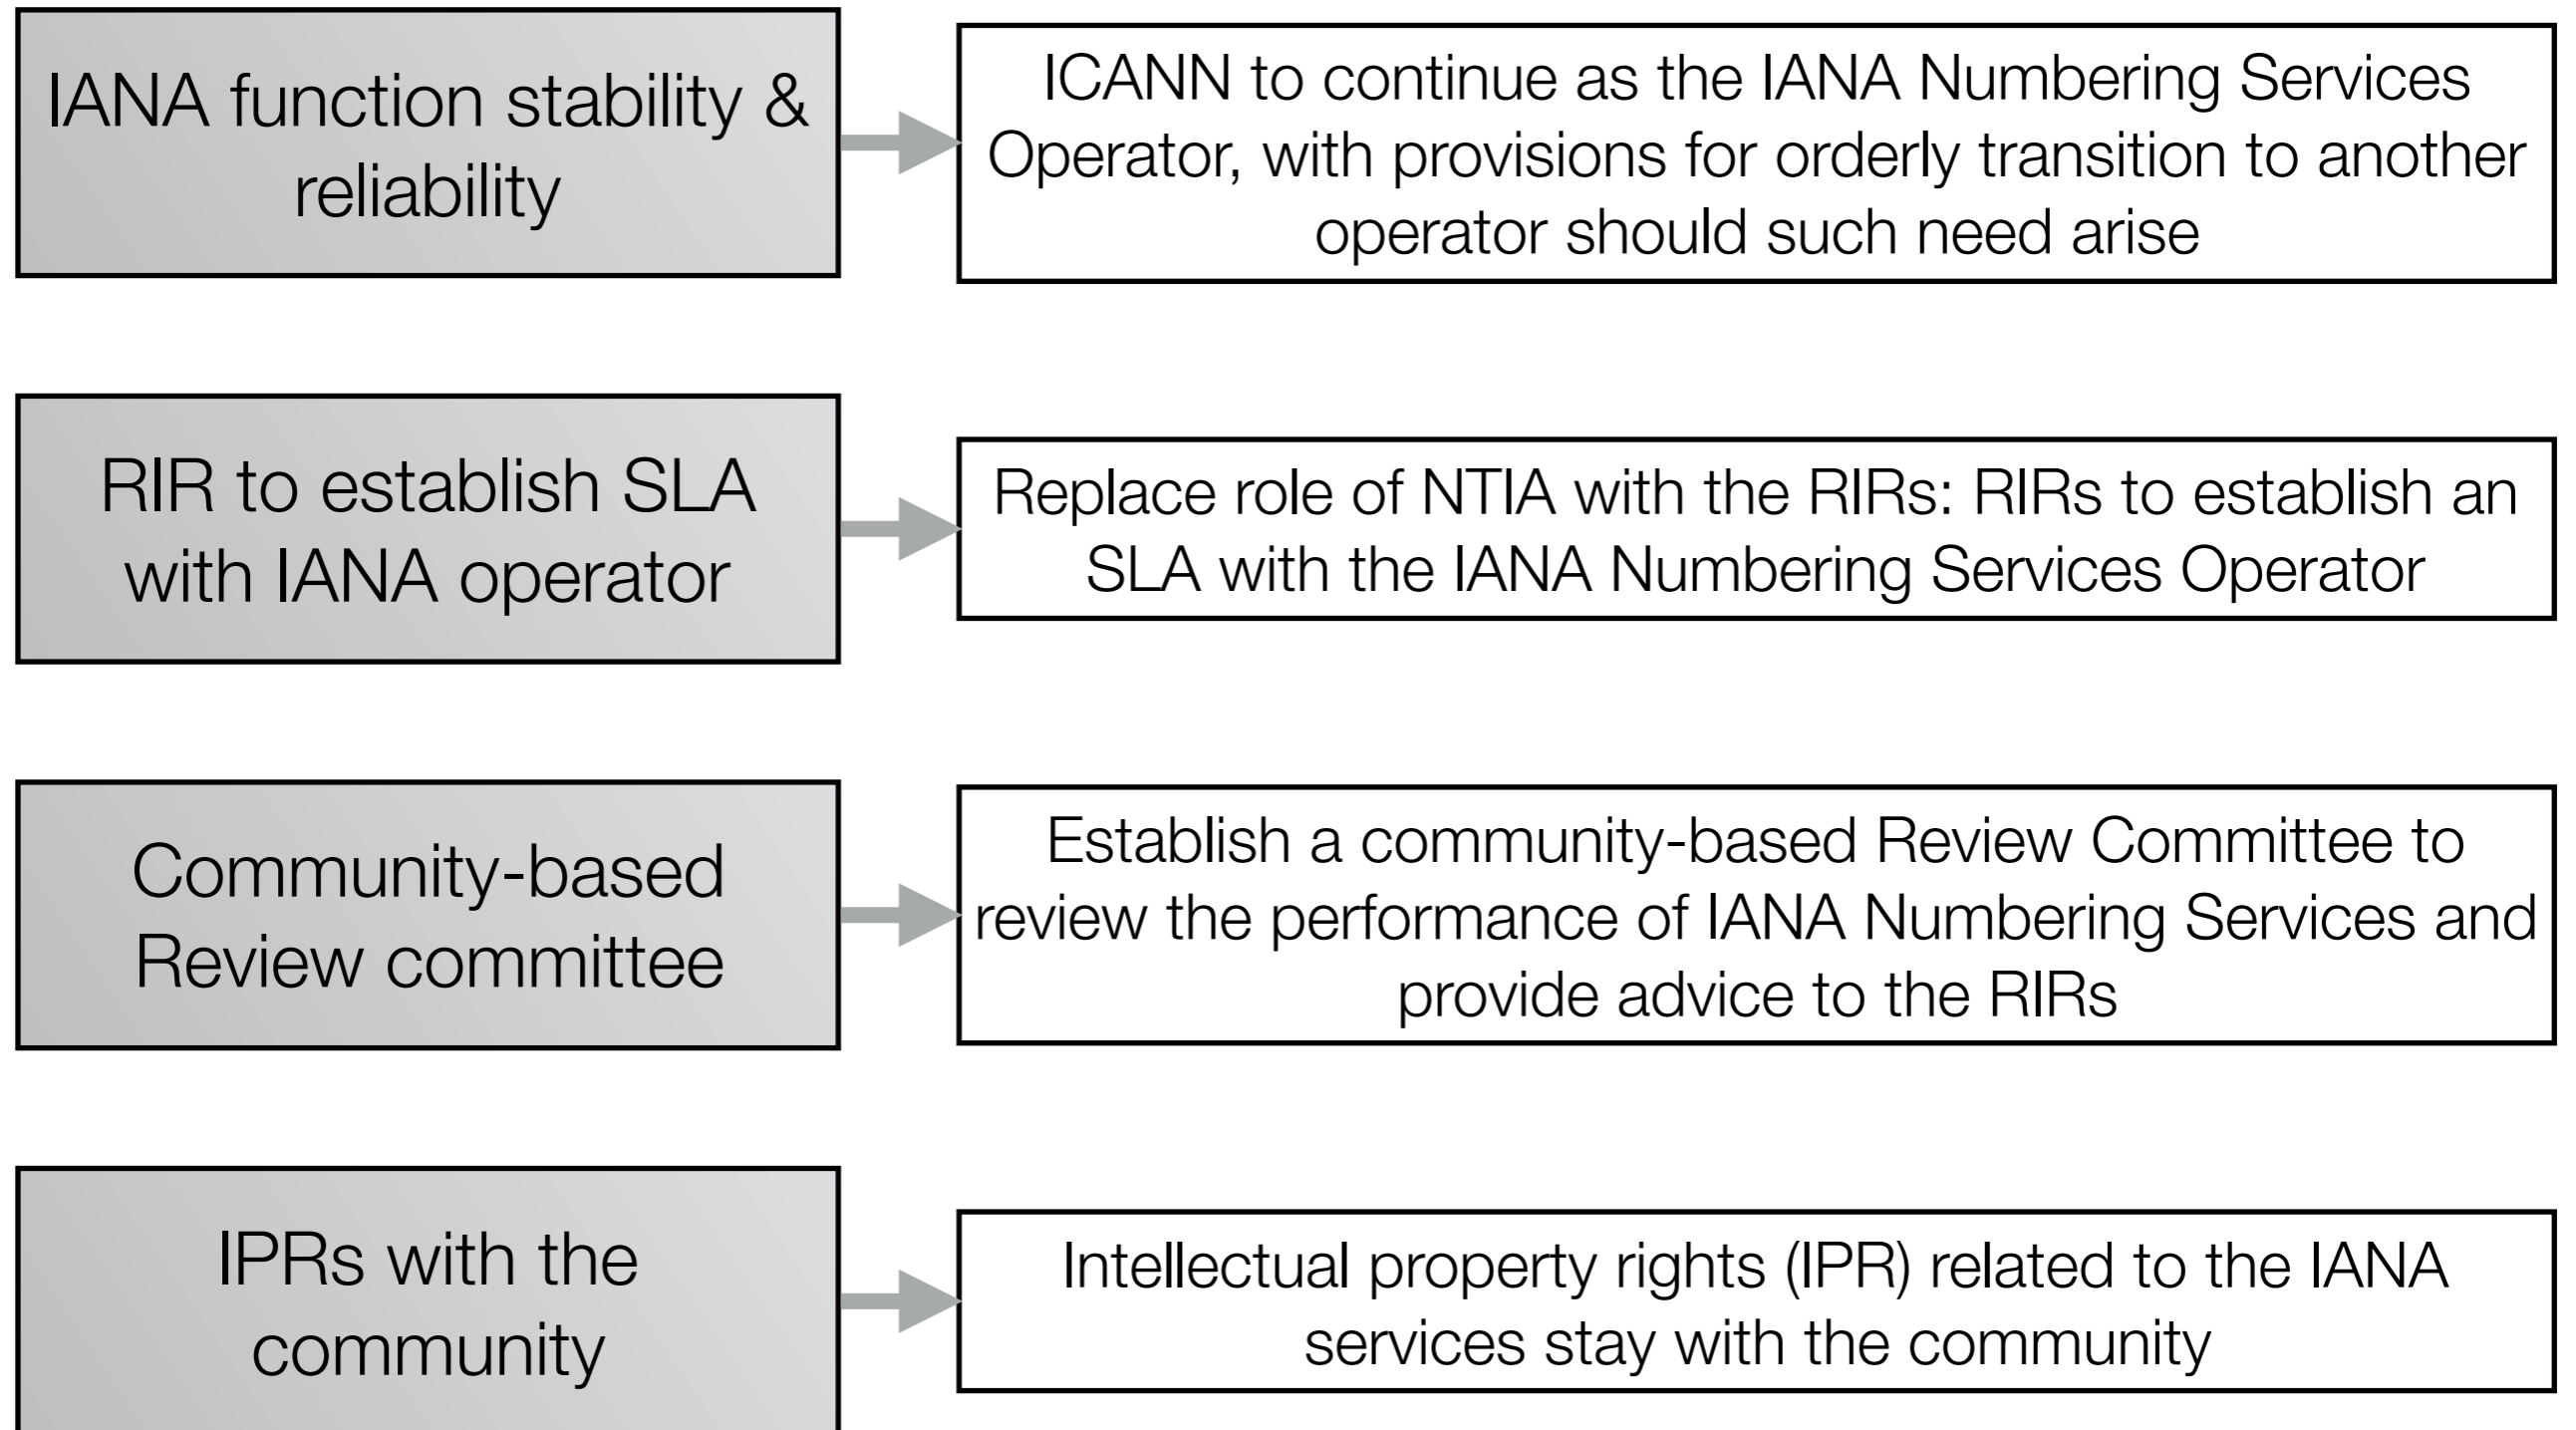 IANA function stability &
reliability
ICANN to continue as the IANA Numbering Services
Operator, with provisions for orderly transition to another
operator should such need arise
RIR to establish SLA
with IANA operator
Replace role of NTIA with the RIRs: RIRs to establish an
SLA with the IANA Numbering Services Operator
Community-based
Review committee
Establish a community-based Review Committee to
review the performance of IANA Numbering Services and
provide advice to the RIRs
IPRs with the
community
Intellectual property rights (IPR) related to the IANA
services stay with the community